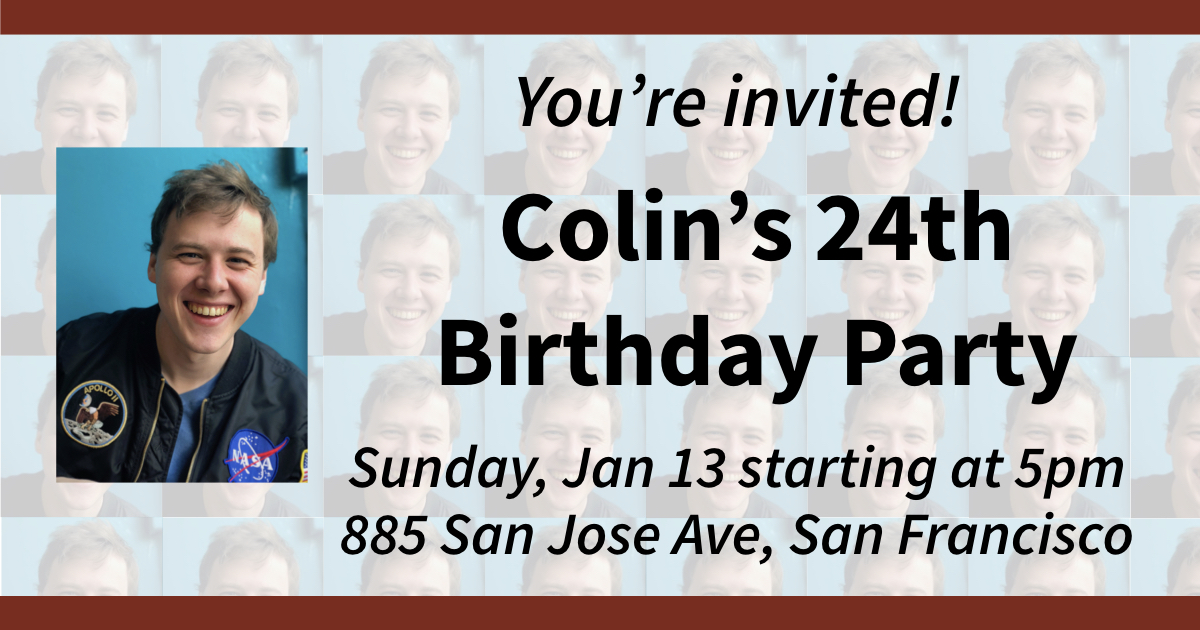 You’re invited!
Colin’s 24th
Birthday Party
Sunday, Jan 13 starting at 5pm
885 San Jose Ave, San Francisco
APOLLO 11
NASA